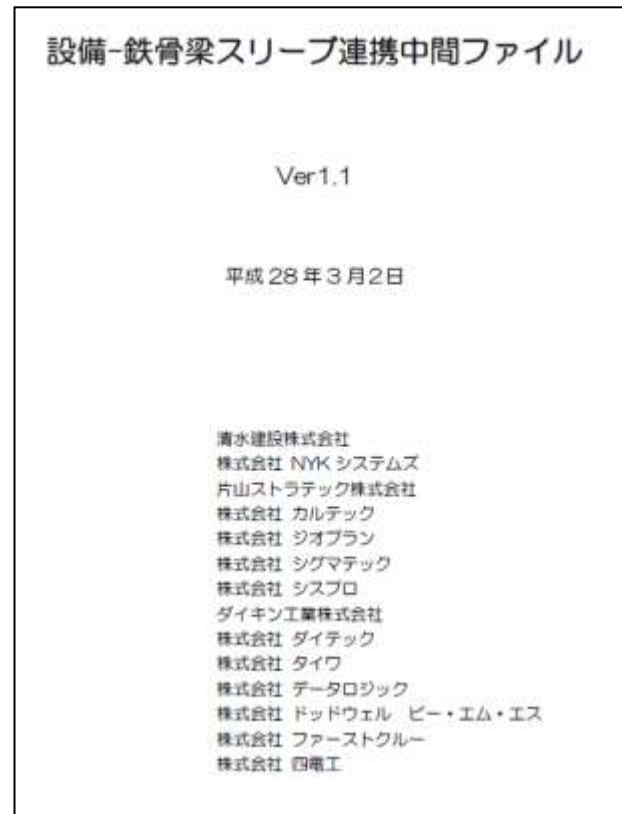 設備-鉄骨梁スリーブ連携中間ファイル
Ver1.1
平成28年3月2日
清水建設株式会社
株式会社 NYKシステムズ
片山ストラテック株式会社
株式会社 カルテック
株式会社 ジオプラン
株式会社 シグマテック
株式会社 シスプロ
ダイキン工業株式会社
株式会社 ダイテック
株式会社 タイワ
株式会社 データロジック
株式会社 ドッドウェル ビー・エム・エス
株式会社 ファーストクルー
株式会社 四電工